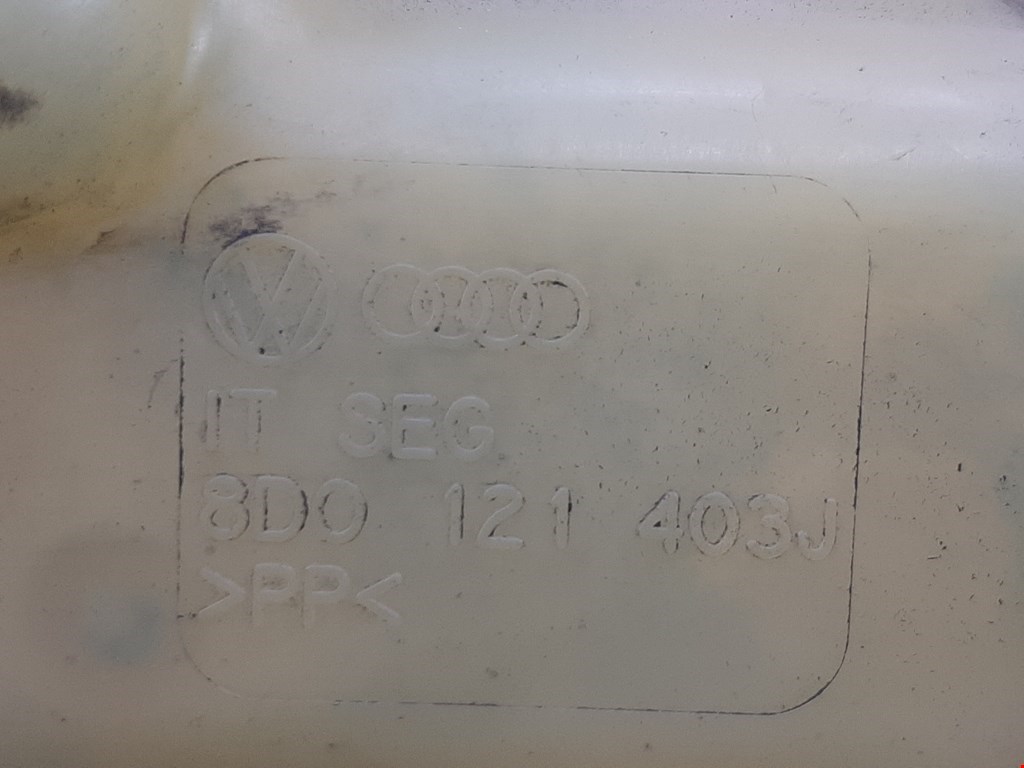 IT SEG
8D0 121 403J
>PP<